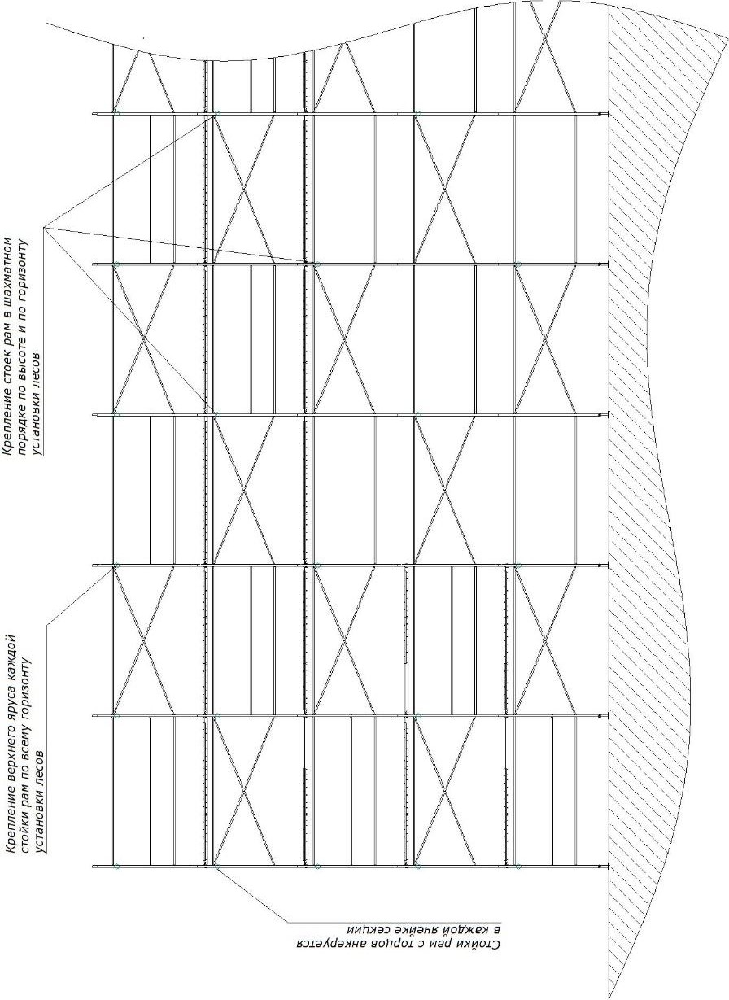 Крепление верхнего яруса каждой
стойки рам по всему горизонту
установки лесов
Крепление стоек рам в шахматном
порядке по высоте и по горизонту
установки лесов
Стойки рам с торцов анкеруется
в каждой ячейке секции